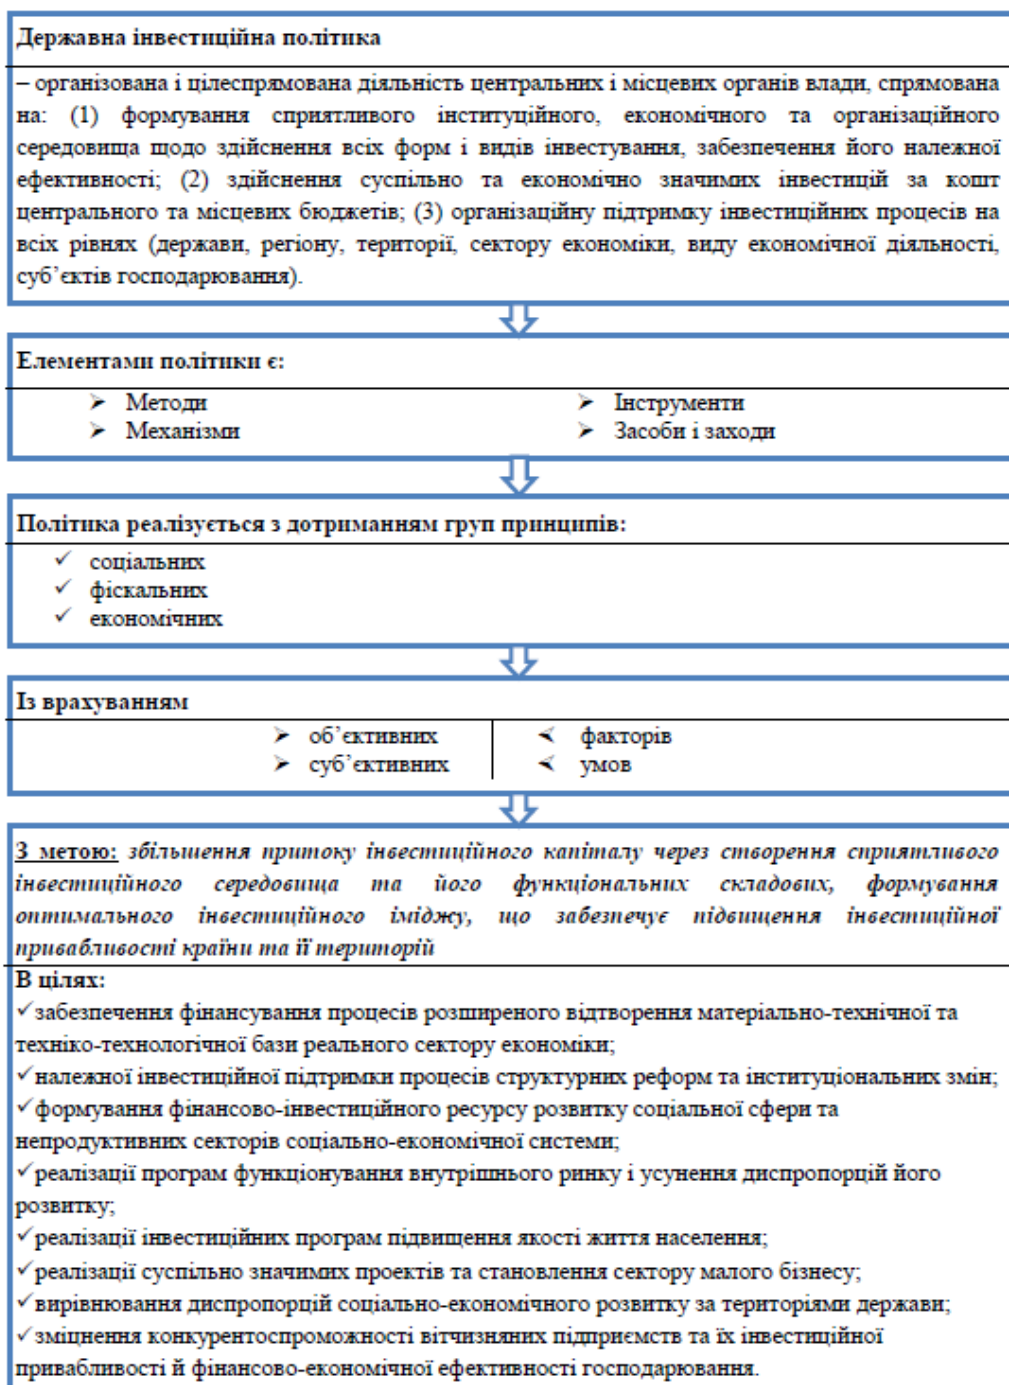 Державна інвестиційна політика
– організована і цілеспрямована діяльність центральних і місцевих органів влади, спрямована
на: (1) формування сприятливого інституційного, економічного та організаційного
середовища щодо здійснення всіх форм і видів інвестування, забезпечення його належної
ефективності; (2) здійснення суспільно та економічно значимих інвестицій за кошт
центрального та місцевих бюджетів; (3) організаційну підтримку інвестиційних процесів на
всіх рівнях (держави, регіону, території, сектору економіки, виду економічної діяльності,
суб’єктів господарювання).
Елементами політики є:
➢ Методи
➢ Механізми
➢ Інструменти
➢ Засоби і заходи
Політика реалізується з дотриманням груп принципів:
✓ соціальних
✓ фіскальних
✓ економічних
Із врахуванням
➢ об’єктивних
➢ суб’єктивних
факторів
умов
З метою: збільшення притоку інвестиційного капіталу через створення сприятливого
інвестиційного середовища та його функціональних складових, формування
оптимального інвестиційного іміджу, що забезпечує підвищення інвестиційної
привабливості країни та її територій
В цілях:
✓забезпечення фінансування процесів розширеного відтворення матеріально-технічної та
техніко-технологічної бази реального сектору економіки;
✓належної інвестиційної підтримки процесів структурних реформ та інституціональних змін;
✓формування фінансово-інвестиційного ресурсу розвитку соціальної сфери та
непродуктивних секторів соціально-економічної системи;
✓реалізації програм функціонування внутрішнього ринку і усунення диспропорцій його
розвитку;
✓реалізації інвестиційних програм підвищення якості життя населення;
✓реалізації суспільно значимих проектів та становлення сектору малого бізнесу;
✓вирівнювання диспропорцій соціально-економічного розвитку за територіями держави;
✓зміцнення конкурентоспроможності вітчизняних підприємств та їх інвестиційної
привабливості й фінансово-економічної ефективності господарювання.